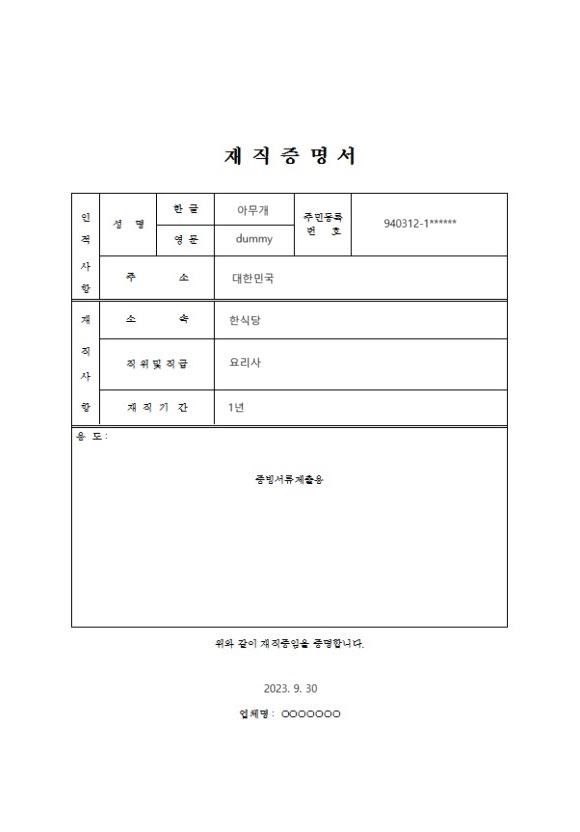 재 직 증 명 서
인 적 사 항
성 명
한 글
아무개
주민등록 번 호
940312-1******
영 문
dummy
주 소
대한민국
재 직 사 항
소 속
한식당
직 위 및 직 급
요리사
재 직 기 간
1년
용 도 :
증빙서류제출용
위와 같이 재직중임을 증명합니다.
2023. 9. 30
업체명 : ○○○○○○○